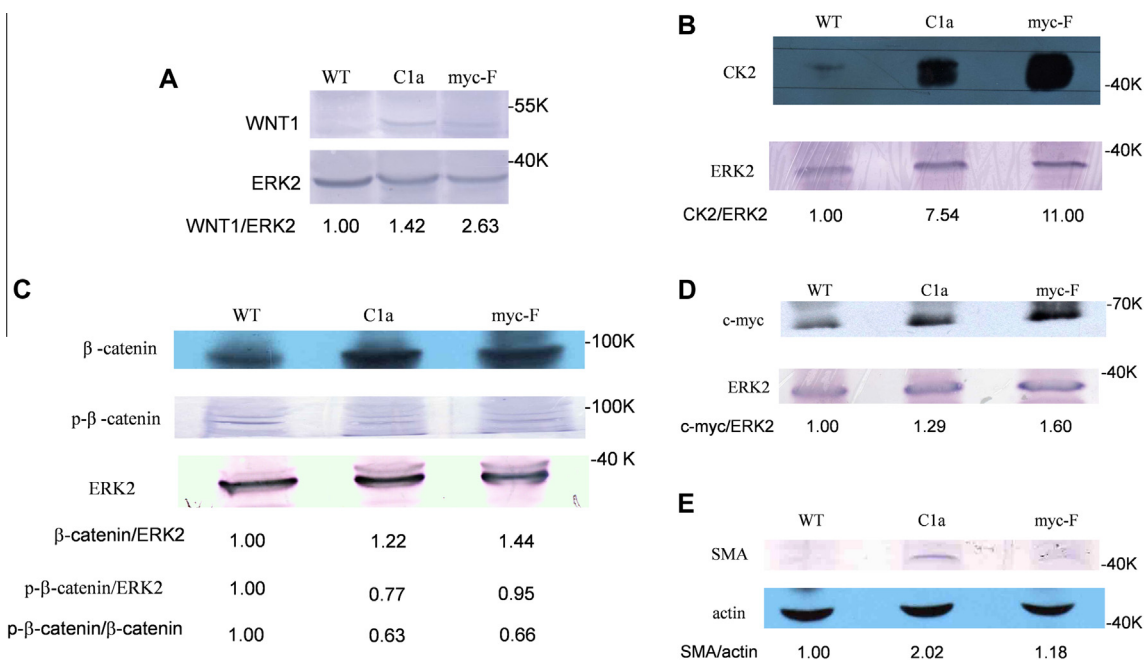 A
WT C1a myc-F
-55K
WNT1
-40K
ERK2
WNT1/ERK2 1.00 1.42 2.63
B
WT C1a myc-F
CK2
-40K
-40K
ERK2
CK2/ERK2 1.00 7.54 11.00
C
WT C1a myc-F
-100K
β -catenin
-100K
p-β -catenin
-40 K
ERK2
β-catenin/ERK2 1.00 1.22 1.44
p-β-catenin/ERK2 1.00 0.77 0.95
p-β-catenin/β-catenin 1.00 0.63 0.66
D
WT C1a myc-F
-70K
c-myc
-40K
ERK2
c-myc/ERK2 1.00 1.29 1.60
E
WT C1a myc-F
SMA
-40K
actin
-40K
SMA/actin 1.00 2.02 1.18